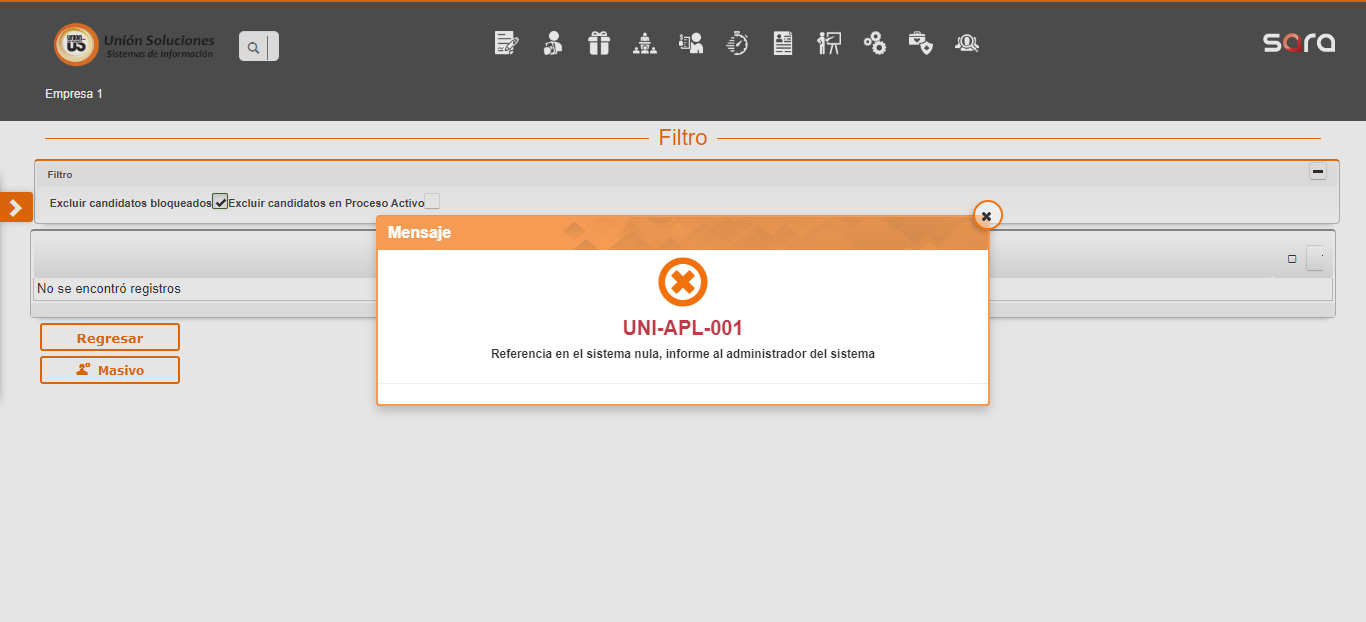 UNION
US
Unión Soluciones
Sistemas de Información
sara
Empresa 1
Filtro
Filtro
Excluir candidatos bloqueados Excluir candidatos en Proceso Activo
Mensaje
No se encontró registros
UNI-APL-001
Referencia en el sistema nula, informe al administrador del sistema
Regresar
Masivo